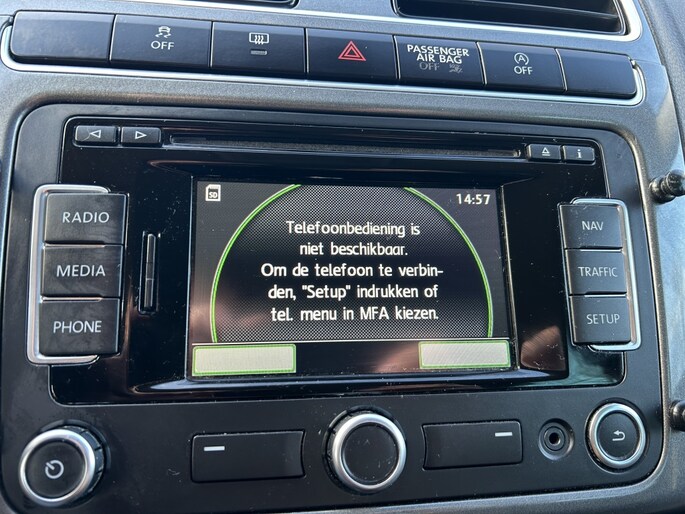 OFF
PASSENGER
AIR BAG
OFF
A
OFF
i
SD
14:57
RADIO
MEDIA
PHONE
Telefoonbediening is
niet beschikbaar.
Om de telefoon te verbin-
den, "Setup" indrukken of
tel. menu in MFA kiezen.
NAV
TRAFFIC
SETUP